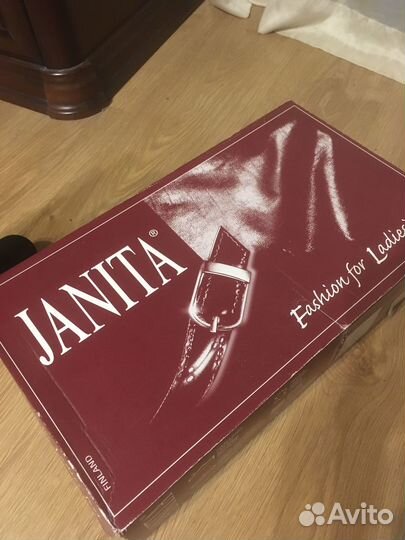 JANITA®
Fashion for Ladies
FINLAND
Avito